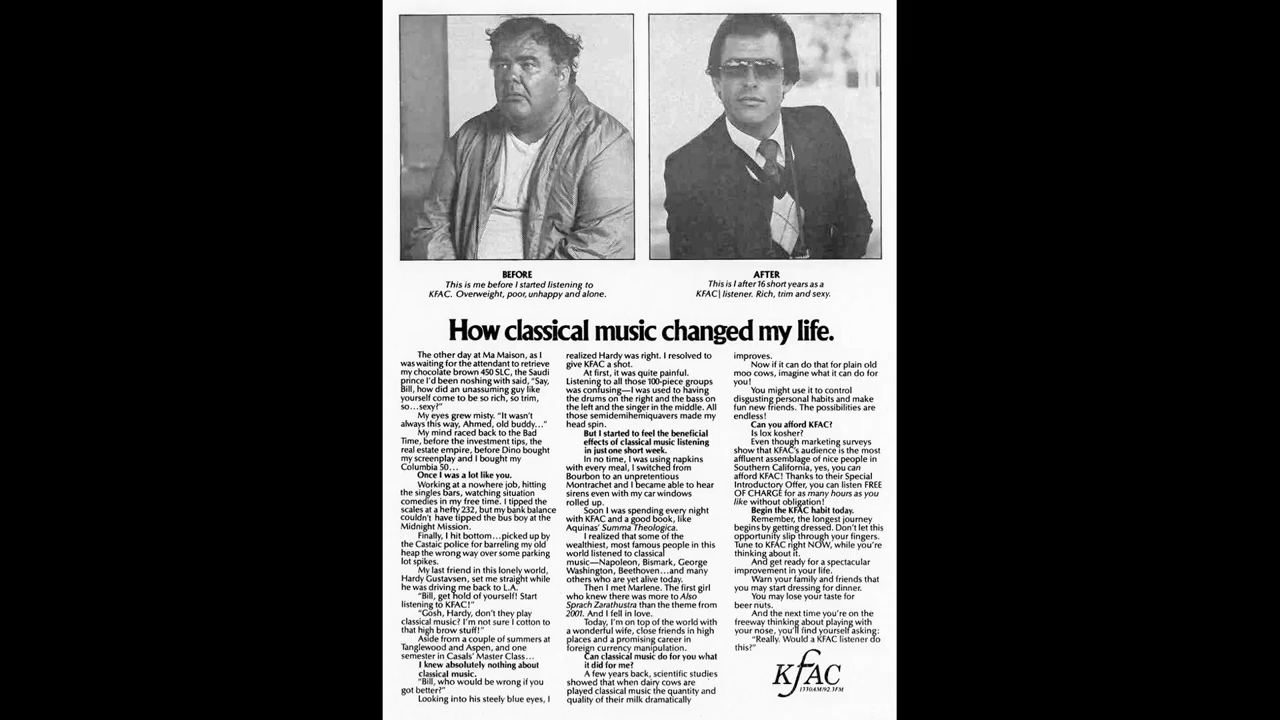 BEFORE
This is me before I started listening to
KFAC. Overweight, poor, unhappy and alone.
AFTER
This is I after 16 short years as a
KFAC listener. Rich, trim and sexy.
How classical music changed my life.
The other day at Ma Maison, as I
was waiting for the attendant to retrieve
my chocolate brown 450 SLC, the Saudi
prince I'd been noshing with said, "Say,
Bill, how did an unassuming guy like
yourself come to be so rich, so trim,
so...sexy?"
My eyes grew misty. "It wasn't
always this way, Ahmed, old buddy..."
My mind raced back to the Bad
Time, before the investment tips, the
real estate empire, before Dino bought
my screenplay and I bought my
Columbia 50...
Once I was a lot like you.
Working at a nowhere job, hitting
the singles bars, watching situation
comedies in my free time. I tipped the
scales at a hefty 232, but my bank balance
couldn't have tipped the bus boy at the
Midnight Mission.
Finally, I hit bottom...picked up by
the Castaic police for barreling my old
heap the wrong way over some parking
lot spikes.
My last friend in this lonely world,
Hardy Gustavsen, set me straight while
he was driving me back to L.A.
"Bill, get hold of yourself! Start
listening to KFAC!"
"Gosh, Hardy, don't they play
classical music? I'm not sure I cotton to
that high brow stuff!"
Aside from a couple of summers at
Tanglewood and Aspen, and one
semester in Casals' Master Class...
I knew absolutely nothing about
classical music.
"Bill, who would be wrong if you
got better?"
Looking into his steely blue eyes, I
realized Hardy was right. I resolved to
give KFAC a shot.
At first, it was quite painful.
Listening to all those 100-piece groups
was confusing—I was used to having
the drums on the right and the bass on
the left and the singer in the middle. All
those semidemihemiquavers made my
head spin.
But I started to feel the beneficial
effects of classical music listening
in just one short week.
In no time, I was using napkins
with every meal, I switched from
Bourbon to an unpretentious
Montrachet and I became able to hear
sirens even with my car windows
rolled up.
Soon I was spending every night
with KFAC and a good book, like
Aquinas' Summa Theologica.
I realized that some of the
wealthiest, most famous people in this
world listened to classical
music—Napoleon, Bismark, George
Washington, Beethoven...and many
others who are yet alive today.
Then I met Marlene. The first girl
who knew there was more to Also
Sprach Zarathustra than the theme from
2001. And I fell in love.
Today, I'm on top of the world with
a wonderful wife, close friends in high
places and a promising career in
foreign currency manipulation.
Can classical music do for you what
it did for me?
A few years back, scientific studies
showed that when dairy cows are
played classical music the quantity and
quality of their milk dramatically
improves.
Now if it can do that for plain old
moo cows, imagine what it can do for
you!
You might use it to control
disgusting personal habits and make
fun new friends. The possibilities are
endless!
Can you afford KFAC?
Is lox kosher?
Even though marketing surveys
show that KFAC's audience is the most
affluent assemblage of nice people in
Southern California, yes, you can
afford KFAC! Thanks to their Special
Introductory Offer, you can listen FREE
OF CHARGE for as many hours as you
like without obligation!
Begin the KFAC habit today.
Remember, the longest journey
begins by getting dressed. Don't let this
opportunity slip through your fingers.
Tune to KFAC right NOW, while you're
thinking about it.
And get ready for a spectacular
improvement in your life.
Warn your family and friends that
you may start dressing for dinner.
You may lose your taste for
beer nuts.
And the next time you're on the
freeway thinking about playing with
your nose, you'll find yourself asking:
"Really. Would a KFAC listener do
this?"
KFAC
1330AM/92.3FM